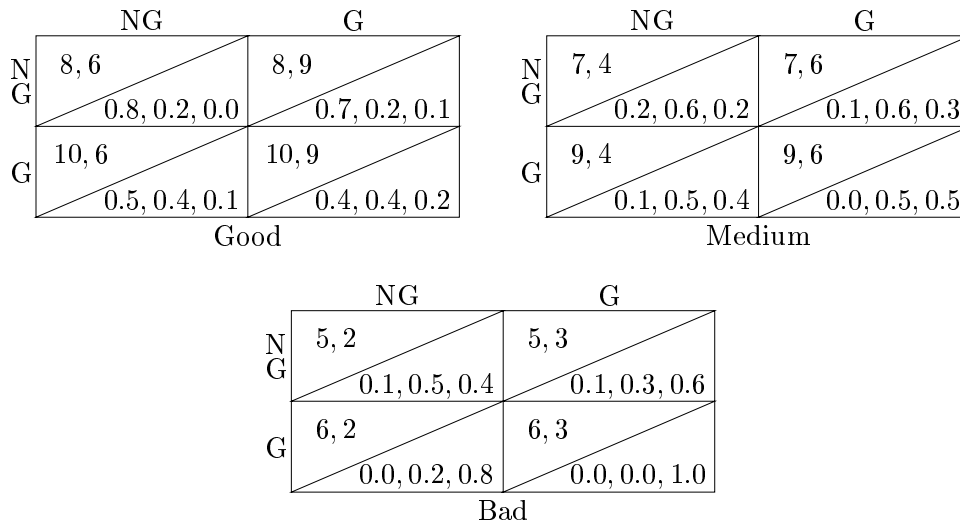 NG G NG G
N
G
8, 6 8, 9 N
G
7, 4 7, 6
0.8, 0.2, 0.0 0.7, 0.2, 0.1 0.2, 0.6, 0.2 0.1, 0.6, 0.3
G 10, 6 10, 9 G 9, 4 9, 6
0.5, 0.4, 0.1 0.4, 0.4, 0.2 0.1, 0.5, 0.4 0.0, 0.5, 0.5
Good Medium
NG G
N
G
5, 2 5, 3
0.1, 0.5, 0.4 0.1, 0.3, 0.6
G 6, 2 6, 3
0.0, 0.2, 0.8 0.0, 0.0, 1.0
Bad